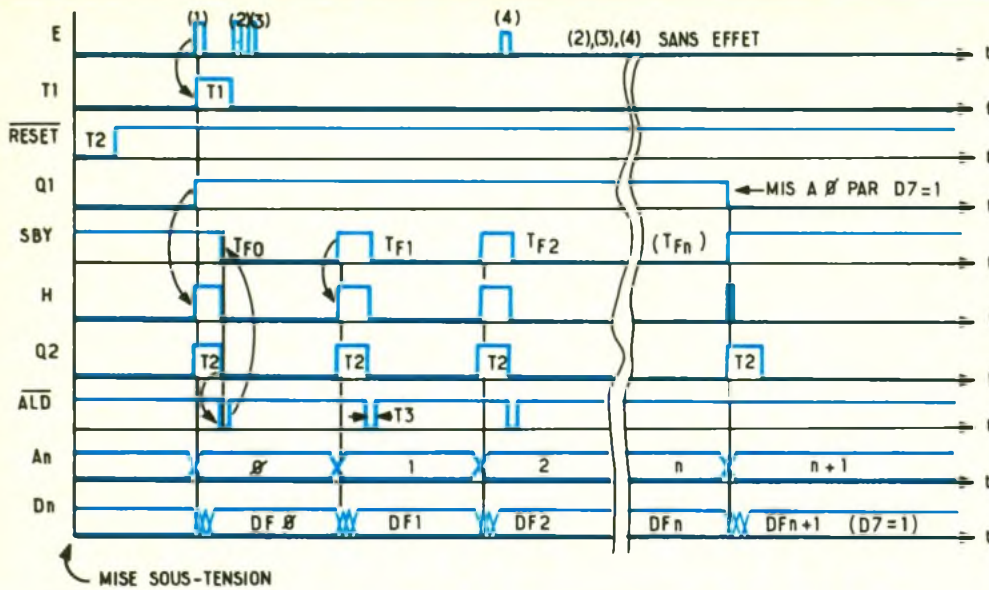 (1) (2) (3) (4)
E (2),(3),(4) SANS EFFET t
T1 T1 t
RESET T2 t
Q1 MIS A Ø PAR D7=1 t
SBY TF0 TF1 TF2 (TFn) t
H t
Q2 T2 T2 T2 T2 t
ALD T3 t
An Ø 1 2 n n+1 t
Dn DFØ DF1 DF2 DFn DFn+1 (D7=1) t
MISE SOUS-TENSION